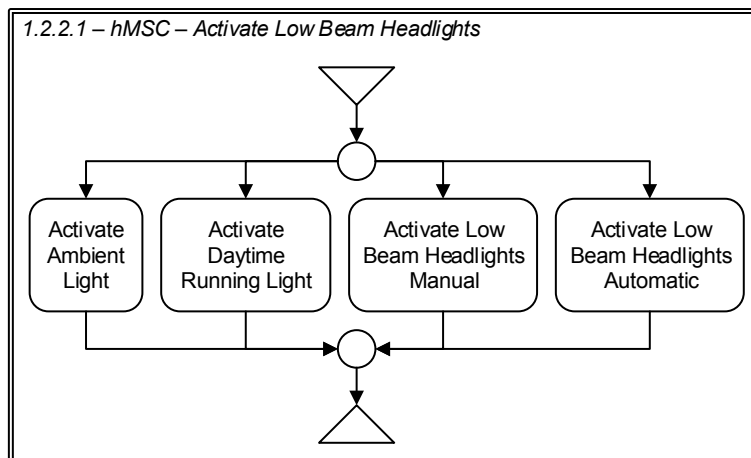 1.2.2.1 – hMSC – Activate Low Beam Headlights
Activate
Ambient
Light
Activate
Daytime
Running Light
Activate Low
Beam Headlights
Manual
Activate Low
Beam Headlights
Automatic